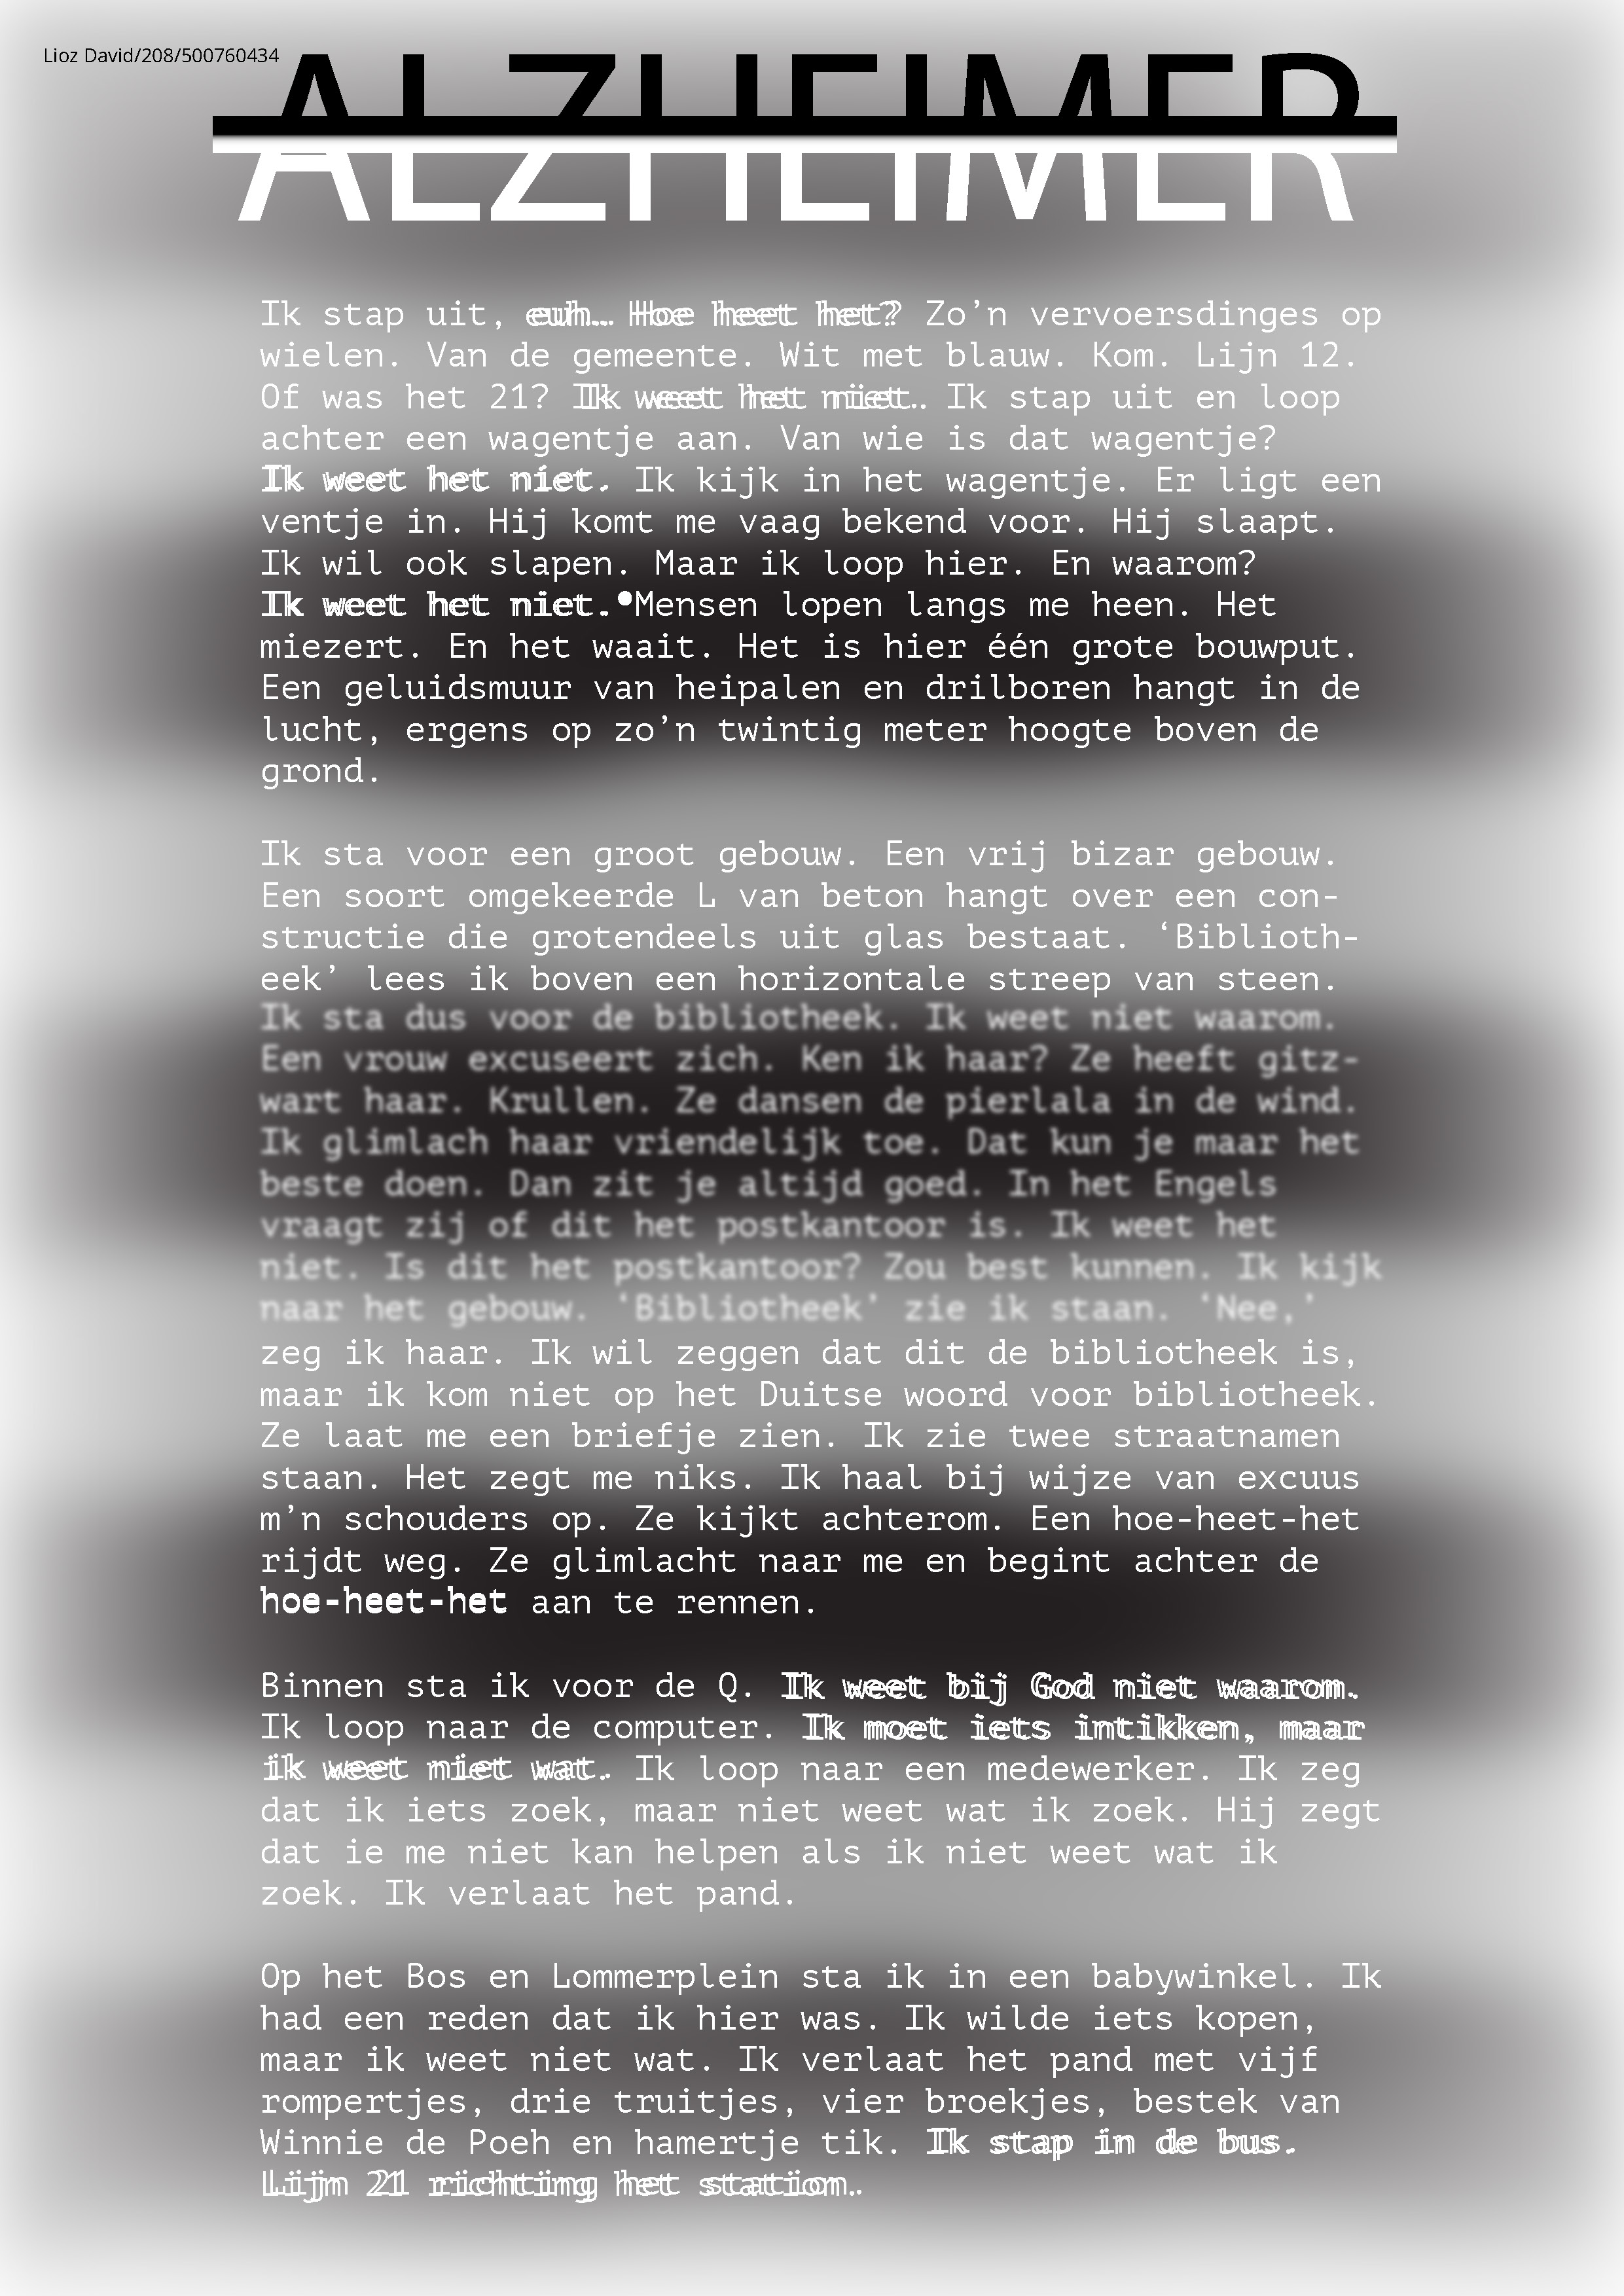 Lioz David/208/500760434
ALZHEIMER
Ik stap uit, euh… Hoe heet het? Zo’n vervoersdinges op
wielen. Van de gemeente. Wit met blauw. Kom. Lijn 12.
Of was het 21? Ik weet het niet. Ik stap uit en loop
achter een wagentje aan. Van wie is dat wagentje?
Ik weet het niet. Ik kijk in het wagentje. Er ligt een
ventje in. Hij komt me vaag bekend voor. Hij slaapt.
Ik wil ook slapen. Maar ik loop hier. En waarom?
Ik weet het niet.•Mensen lopen langs me heen. Het
miezert. En het waait. Het is hier één grote bouwput.
Een geluidsmuur van heipalen en drilboren hangt in de
lucht, ergens op zo’n twintig meter hoogte boven de
grond.
Ik sta voor een groot gebouw. Een vrij bizar gebouw.
Een soort omgekeerde L van beton hangt over een con-
structie die grotendeels uit glas bestaat. ‘Biblioth-
eek’ lees ik boven een horizontale streep van steen.
Ik sta dus voor de bibliotheek. Ik weet niet waarom.
Een vrouw excuseert zich. Ken ik haar? Ze heeft gitz-
wart haar. Krullen. Ze dansen de pierlala in de wind.
Ik glimlach haar vriendelijk toe. Dat kun je maar het
beste doen. Dan zit je altijd goed. In het Engels
vraagt zij of dit het postkantoor is. Ik weet het
niet. Is dit het postkantoor? Zou best kunnen. Ik kijk
naar het gebouw. ‘Bibliotheek’ zie ik staan. ‘Nee,’
zeg ik haar. Ik wil zeggen dat dit de bibliotheek is,
maar ik kom niet op het Duitse woord voor bibliotheek.
Ze laat me een briefje zien. Ik zie twee straatnamen
staan. Het zegt me niks. Ik haal bij wijze van excuus
m’n schouders op. Ze kijkt achterom. Een hoe-heet-het
rijdt weg. Ze glimlacht naar me en begint achter de
hoe-heet-het aan te rennen.
Binnen sta ik voor de Q. Ik weet bij God niet waarom.
Ik loop naar de computer. Ik moet iets intikken, maar
ik weet niet wat. Ik loop naar een medewerker. Ik zeg
dat ik iets zoek, maar niet weet wat ik zoek. Hij zegt
dat ie me niet kan helpen als ik niet weet wat ik
zoek. Ik verlaat het pand.
Op het Bos en Lommerplein sta ik in een babywinkel. Ik
had een reden dat ik hier was. Ik wilde iets kopen,
maar ik weet niet wat. Ik verlaat het pand met vijf
rompertjes, drie truitjes, vier broekjes, bestek van
Winnie de Poeh en hamertje tik. Ik stap in de bus.
Lijn 21 richting het station.